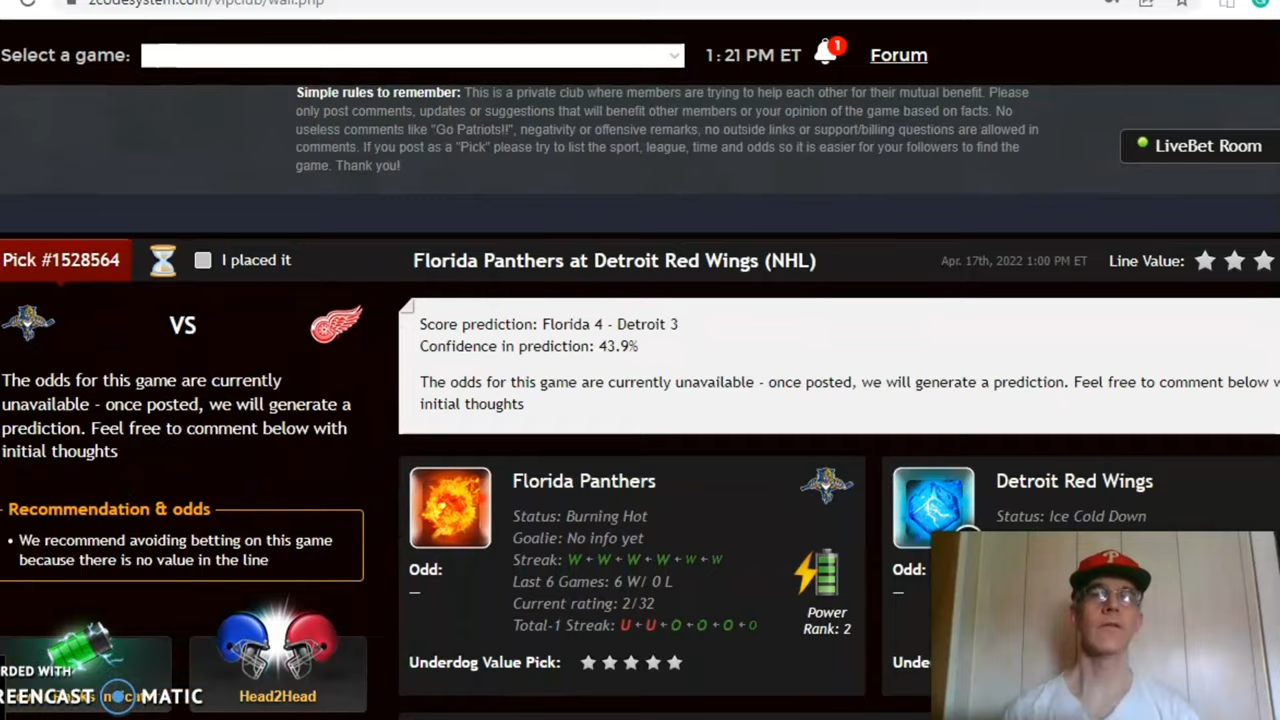 2codesystem.com/vipclub/wall.php
Select a game:
1:21 PM ET
1
Forum
Simple rules to remember: This is a private club where members are trying to help each other for their mutual benefit. Please
only post comments, updates or suggestions that will benefit other members or your opinion of the game based on facts. No
useless comments like "Go Patriots!!", negativity or offensive remarks, no outside links or support/billing questions are allowed in
comments. If you post as a "Pick" please try to list the sport, league, time and odds so it is easier for your followers to find the
game. Thank you!
LiveBet Room
Pick #1528564
I placed it
Florida Panthers at Detroit Red Wings (NHL)
Apr. 17th, 2022 1:00 PM ET
Line Value:
VS
The odds for this game are currently
unavailable - once posted, we will generate a
prediction. Feel free to comment below with
initial thoughts
Score prediction: Florida 4 - Detroit 3
Confidence in prediction: 43.9%
The odds for this game are currently unavailable - once posted, we will generate a prediction. Feel free to comment below w
initial thoughts
Recommendation & odds
• We recommend avoiding betting on this game
because there is no value in the line
Head2Head
Florida Panthers
Status: Burning Hot
Goalie: No info yet
Streak: W ← W ← W ← W ← W ← W
Odd:
—
Last 6 Games: 6 W/ 0 L
Current rating: 2/32
Total-1 Streak: U ← U ← O ← O ← O ← O
Power
Rank: 2
Underdog Value Pick:
Detroit Red Wings
Status: Ice Cold Down
Odd:
—
Unde
P
RDED WITH
REENCAST MATIC